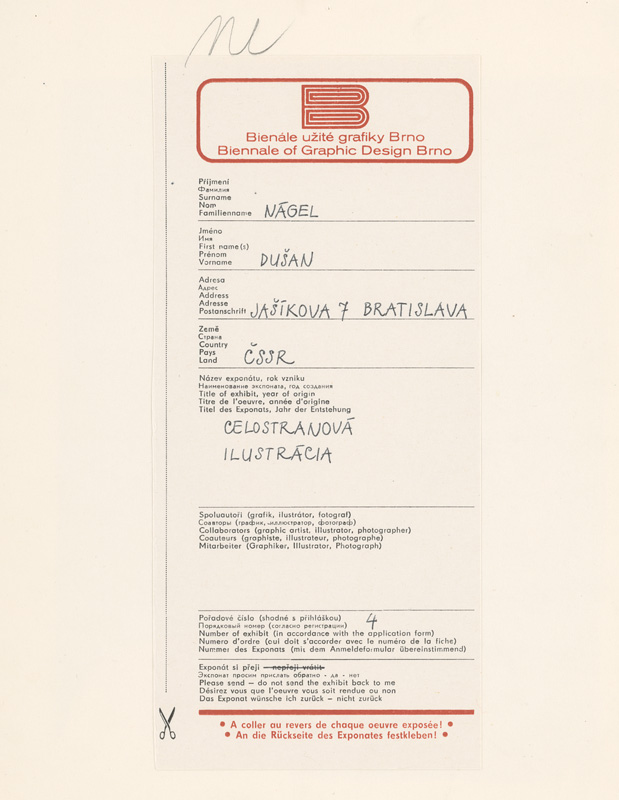 ne
Bienále užité grafiky Brno
Biennale of Graphic Design Brno
Příjmení
Фамилия
Surname
Nom
Familienname NÁGEL
Jméno
Имя
First name(s)
Prénom
Vorname DUŠAN
Adresa
Адрес
Address
Adresse
Postanschrift JAŠÍKOVA 7 BRATISLAVA
Země
Страна
Country
Pays
Land ČSSR
Název exponátu, rok vzniku
Наименование экспоната, год создания
Title of exhibit, year of origin
Titre de l'oeuvre, année d'origine
Titel des Exponats, Jahr der Entstehung
CELOSTRANOVÁ
ILUSTRÁCIA
Spoluautoři (grafik, ilustrátor, fotograf)
Соавторы (график, иллюстратор, фотограф)
Collaborators (graphic artist, illustrator, photographer)
Coauteurs (graphiste, illustrateur, photographe)
Mitarbeiter (Graphiker, Illustrator, Photograph)
Pořadové číslo (shodné s přihláškou) 4
Порядковый номер (согласно регистрации)
Number of exhibit (in accordance with the application form)
Numero d'ordre (qui doit s'accorder avec le numéro de la fiche)
Nummer des Exponats (mis dem Anmeldeformular übereinstimmend)
Exponát si přeji — nepřeji vrátit
Экспонат просим прислать обратно - да - нет
Please send — do not send the exhibit back to me
Désirez vous que l'oeuvre vous soit rendue ou non
Das Exponat wünsche ich zurück — nicht zurück
• A coller au revers de chaque oeuvre exposée! •
• An die Rückseite des Exponates festkleben! •